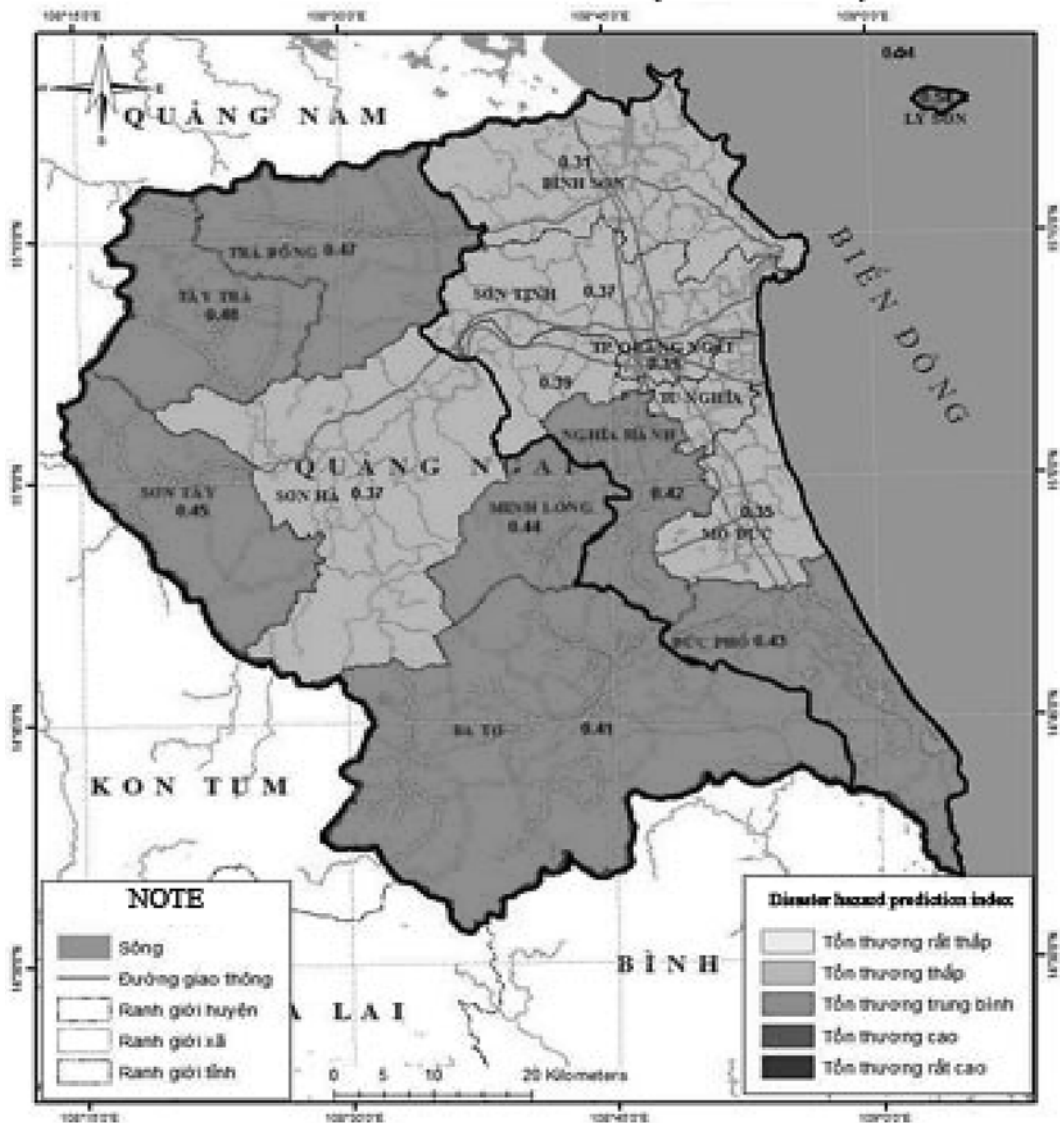 QUẢNG NAM
LÝ SƠN
0.31
BÌNH SƠN
BIỂN ĐÔNG
TRÀ BỒNG
TÂY TRÀ
SƠN TỊNH 0.37
TP. QUẢNG NGÃI
0.39
TƯ NGHĨA
NGHĨA HÀNH
QUẢNG NGÃI
SƠN TÂY
0.45
SƠN HÀ 0.37
MINH LONG
0.44
0.42
0.35
MỘ ĐỨC
ĐỨC PHỔ 0.43
BA TƠ 0.41
KON TUM
BÌNH
A LAI
NOTE
Sông
Đường giao thông
Ranh giới huyện
Ranh giới xã
Ranh giới tỉnh
0 5 10 20 Kilometers
Disaster hazard prediction index
Tổn thương rất thấp
Tổn thương thấp
Tổn thương trung bình
Tổn thương cao
Tổn thương rất cao